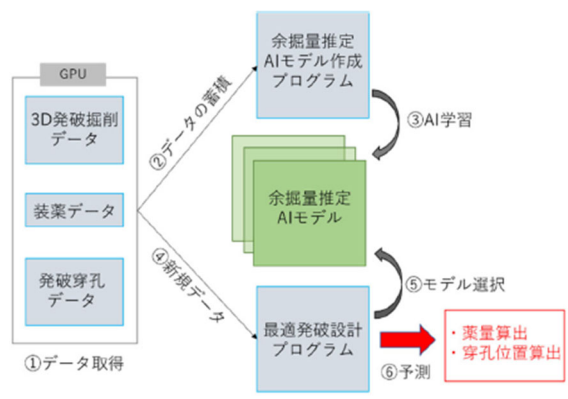 GPU
3D発破掘削
データ
装薬データ
発破穿孔
データ
①データ取得
②データの蓄積
④新規データ
余掘量推定
AIモデル作成
プログラム
③AI学習
余掘量推定
AIモデル
⑤モデル選択
最適発破設計
プログラム
⑥予測
・薬量算出
・穿孔位置算出